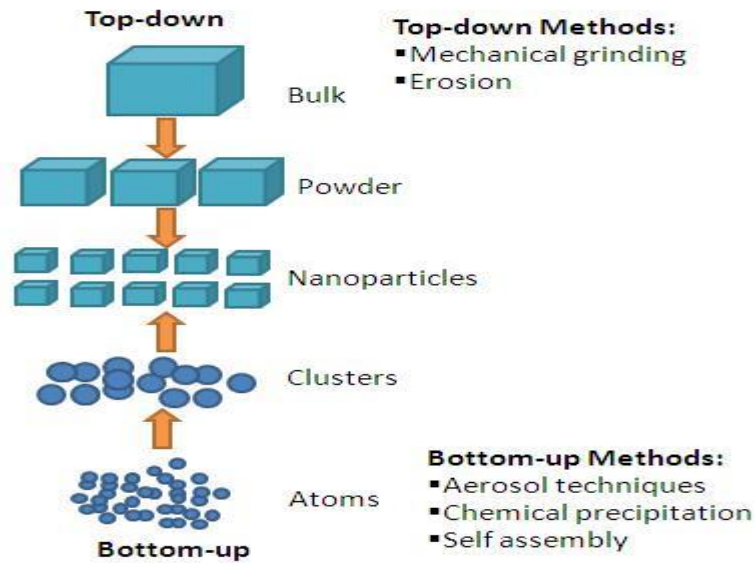 Top-down
Top-down Methods:
▪Mechanical grinding
▪Erosion
Bulk
Powder
Nanoparticles
Clusters
Atoms
Bottom-up
Bottom-up Methods:
▪Aerosol techniques
▪Chemical precipitation
▪Self assembly